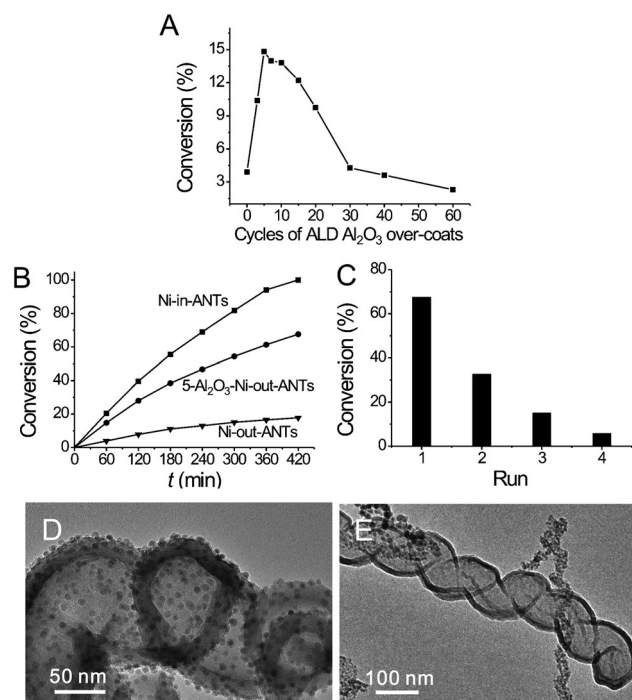 A
15
12
9
6
3
Conversion (%)
0 10 20 30 40 50 60
Cycles of ALD Al₂O₃ over-coats
B
100
80
60
40
20
0
Conversion (%)
Ni-in-ANTs
5-Al₂O₃-Ni-out-ANTs
Ni-out-ANTs
0 60 120 180 240 300 360 420
t (min)
C
80
60
40
20
0
Conversion (%)
1 2 3 4
Run
D
50 nm
E
100 nm